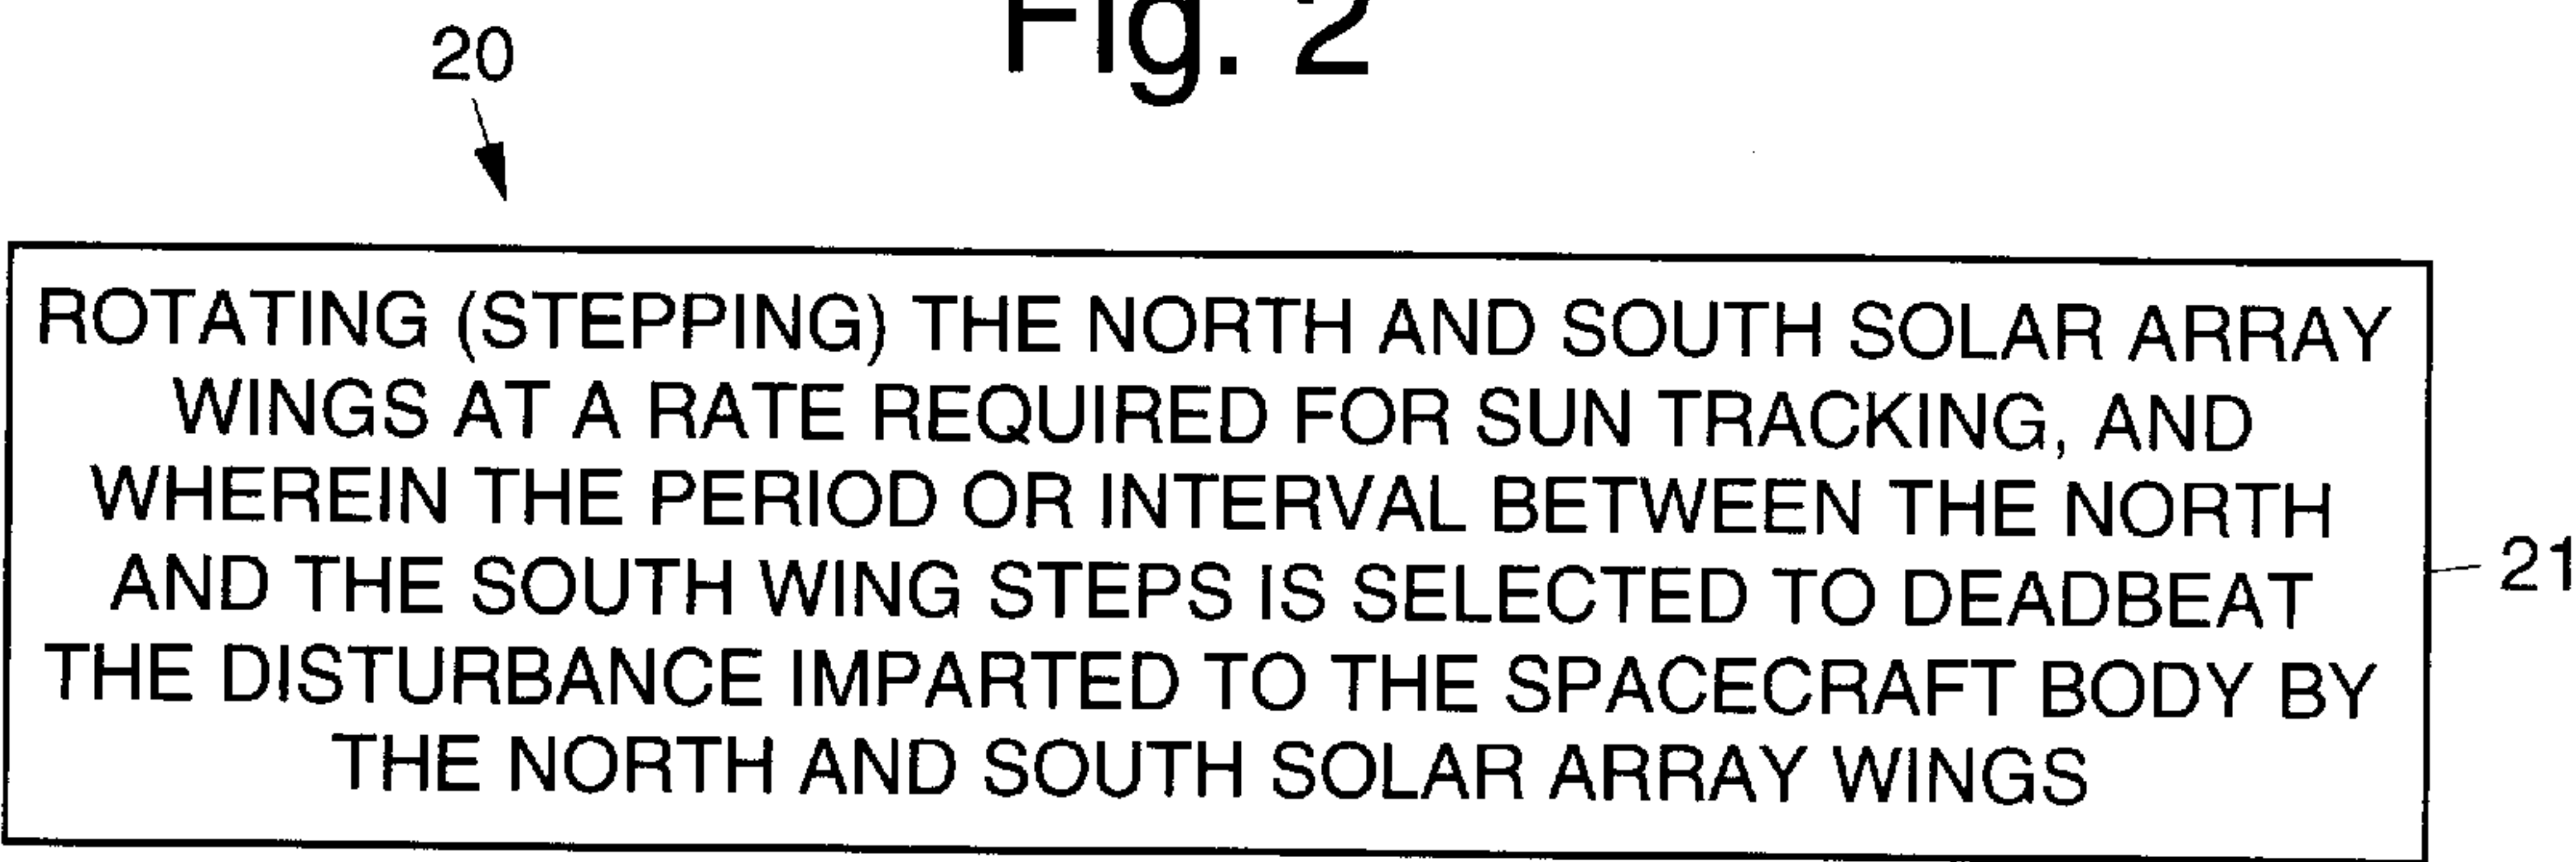 Fig. 2
20
ROTATING (STEPPING) THE NORTH AND SOUTH SOLAR ARRAY
WINGS AT A RATE REQUIRED FOR SUN TRACKING, AND
WHEREIN THE PERIOD OR INTERVAL BETWEEN THE NORTH
AND THE SOUTH WING STEPS IS SELECTED TO DEADBEAT
THE DISTURBANCE IMPARTED TO THE SPACECRAFT BODY BY
THE NORTH AND SOUTH SOLAR ARRAY WINGS
21